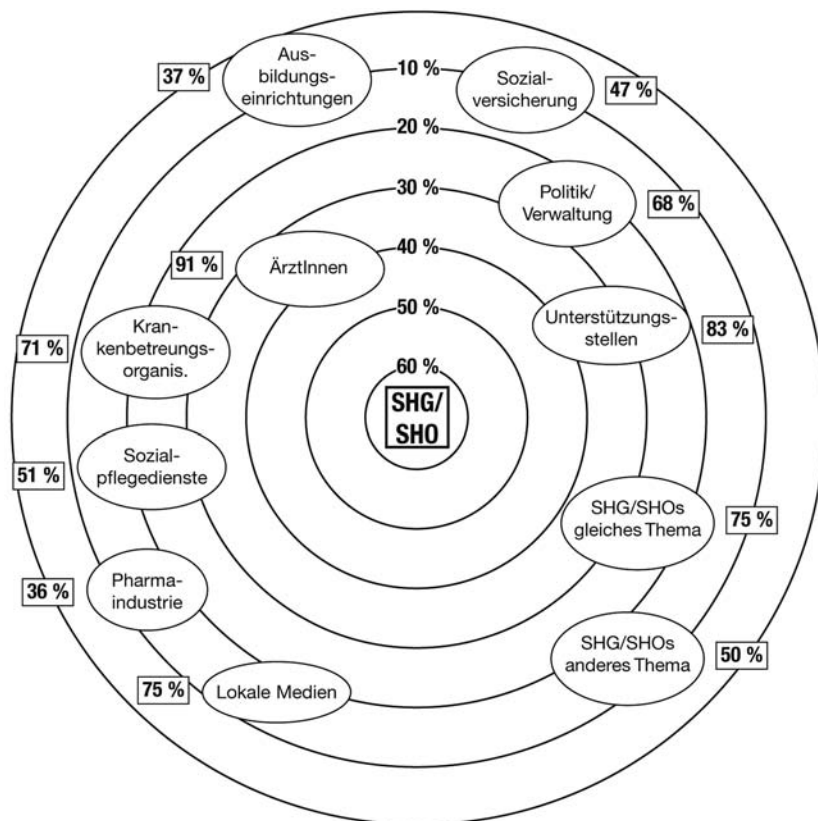 37 %
Aus-
bildungs-
einrichtungen
10 %
Sozial-
versicherung
47 %
20 %
30 %
Politik/
Verwaltung
68 %
91 %
ÄrztInnen
40 %
50 %
Unterstützungs-
stellen
83 %
71 %
Kran-
kenbetreungs-
organis.
60 %
SHG/
SHO
51 %
Sozial-
pflegedienste
SHG/SHOs
gleiches Thema
75 %
36 %
Pharma-
industrie
75 %
Lokale Medien
SHG/SHOs
anderes Thema
50 %